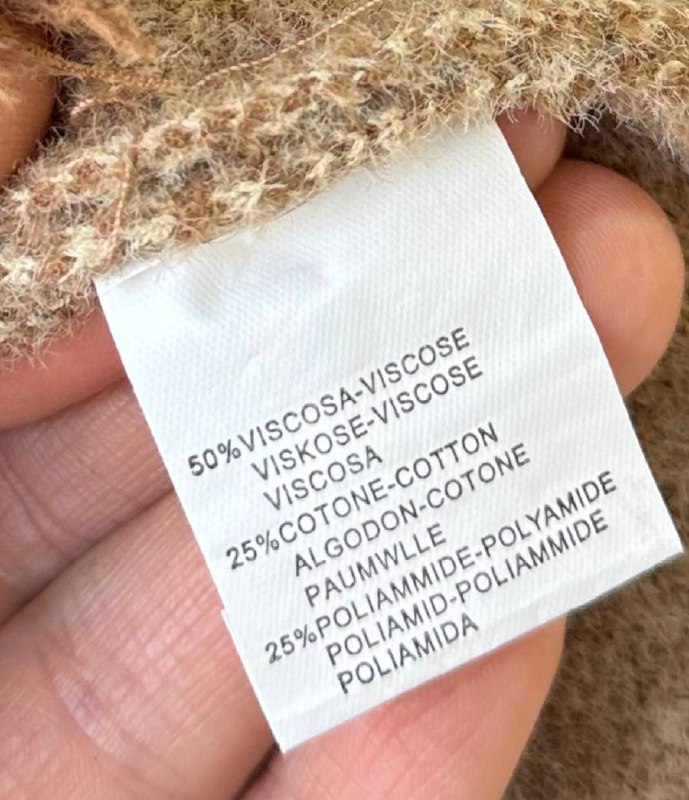 50%VISCOSA-VISCOSE
VISKOSE-VISCOSE
VISCOSA
25%COTONE-COTTON
ALGODON-COTONE
PAUMWLLE
25%POLIAMMIDE-POLYAMIDE
POLIAMID-POLIAMMIDE
POLIAMIDA